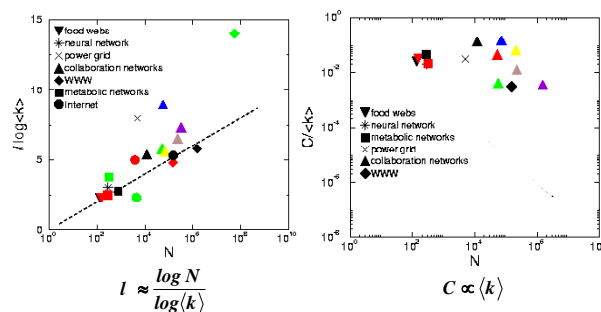 15
10
5
0
l log<k>
food webs
neural network
power grid
collaboration networks
WWW
metabolic networks
Internet
10^0 10^2 10^4 10^6 10^8 10^10
N
l ≈ log N / log⟨k⟩
10^0
10^-2
10^-4
10^-6
10^-8
C/<k>
food webs
neural network
metabolic networks
power grid
collaboration networks
WWW
10^0 10^2 10^4 10^6 10^8
N
C ∝ ⟨k⟩